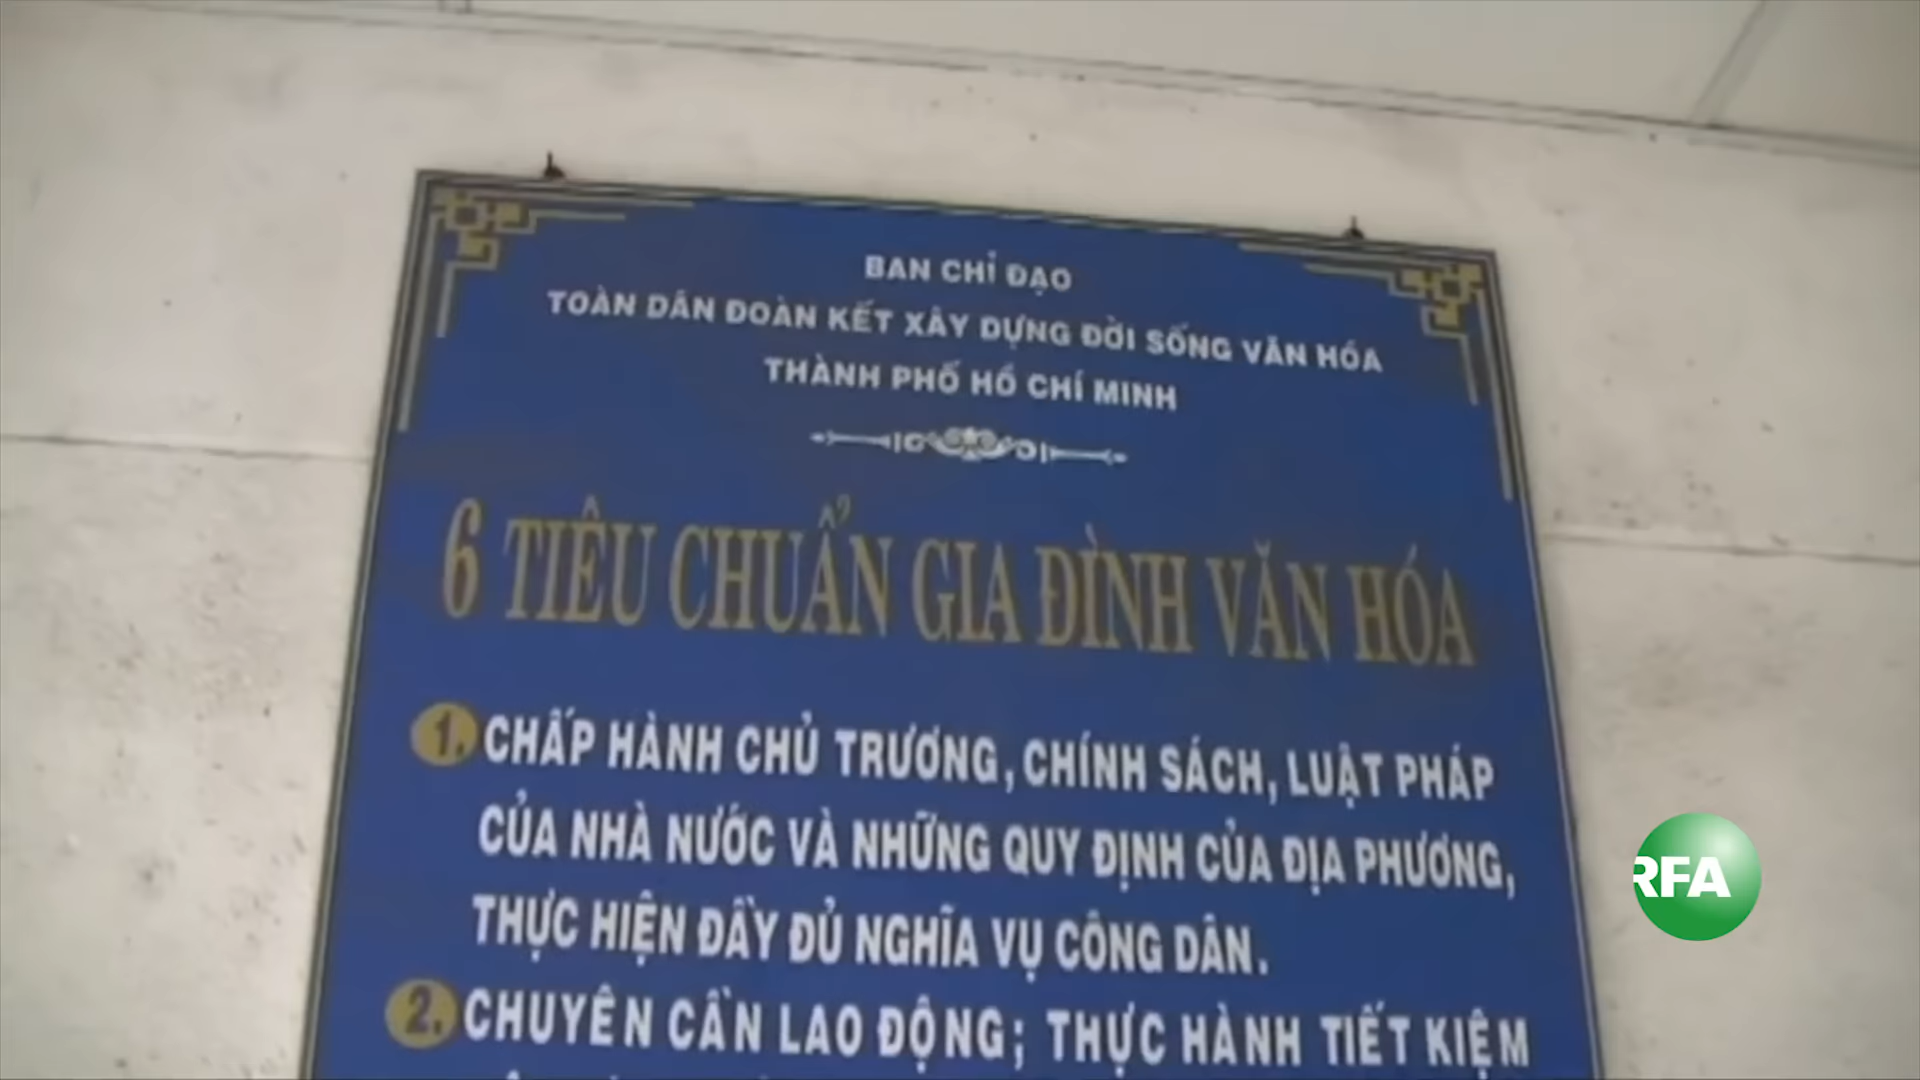 BAN CHỈ ĐẠO
TOÀN DÂN ĐOÀN KẾT XÂY DỰNG ĐỜI SỐNG VĂN HÓA
THÀNH PHỐ HỒ CHÍ MINH
6 TIÊU CHUẨN GIA ĐÌNH VĂN HÓA
1. CHẤP HÀNH CHỦ TRƯƠNG, CHÍNH SÁCH, LUẬT PHÁP
CỦA NHÀ NƯỚC VÀ NHỮNG QUY ĐỊNH CỦA ĐỊA PHƯƠNG,
THỰC HIỆN ĐẦY ĐỦ NGHĨA VỤ CÔNG DÂN.
2. CHUYÊN CẦN LAO ĐỘNG; THỰC HÀNH TIẾT KIỆM
RFA